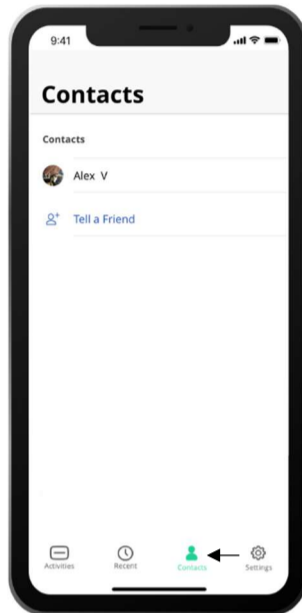 9:41
Contacts
Contacts
Alex V
Tell a Friend
Activities
Recent
Contacts
Settings